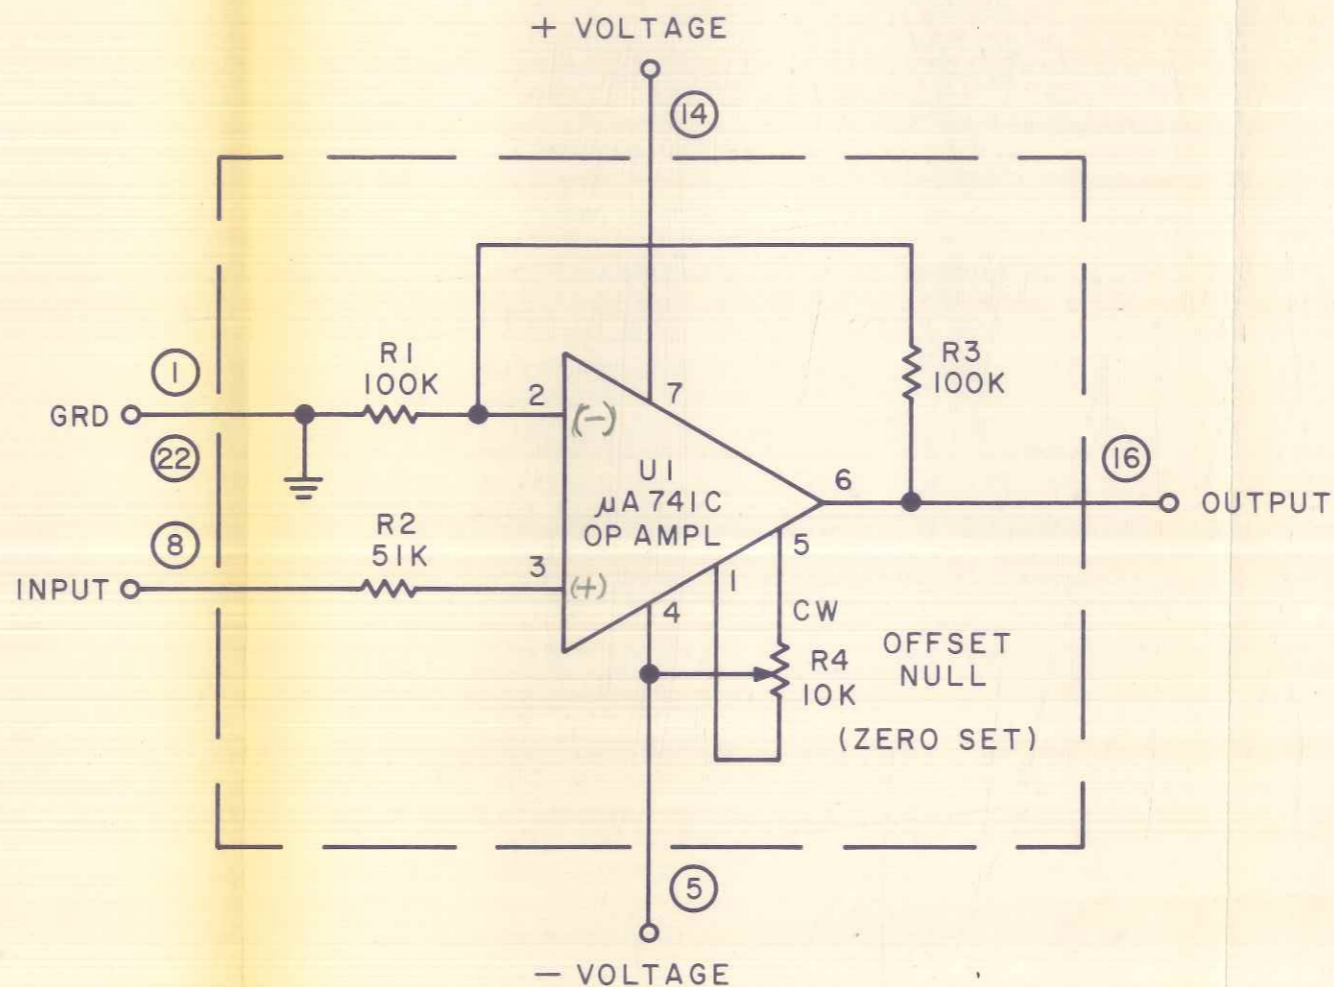 + VOLTAGE
14
R1
100K
R3
100K
1
GRD
22
2
(-)
7
U1
µA741C
OP AMPL
6
16
OUTPUT
R2
51K
8
INPUT
3
(+)
5
1
4
CW
R4
10K
OFFSET
NULL
(ZERO SET)
5
- VOLTAGE